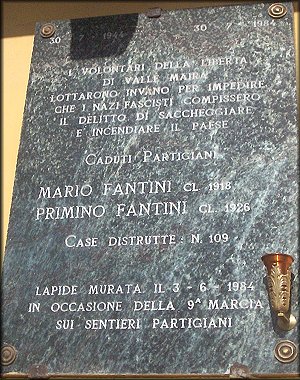 30 - 7 - 1944 30 - 7 - 1984
I VOLONTARI DELLA LIBERTÀ
DI VALLE MAIRA
LOTTARONO INVANO PER IMPEDIRE
CHE I NAZIFASCISTI COMPISSERO
IL DELITTO DI SACCHEGGIARE
E INCENDIARE IL PAESE
CADUTI PARTIGIANI
MARIO FANTINI CL. 1918
PRIMINO FANTINI CL. 1926
CASE DISTRUTTE: N. 109
LAPIDE MURATA IL 3 - 6 - 1984
IN OCCASIONE DELLA 9ª MARCIA
SUI SENTIERI PARTIGIANI